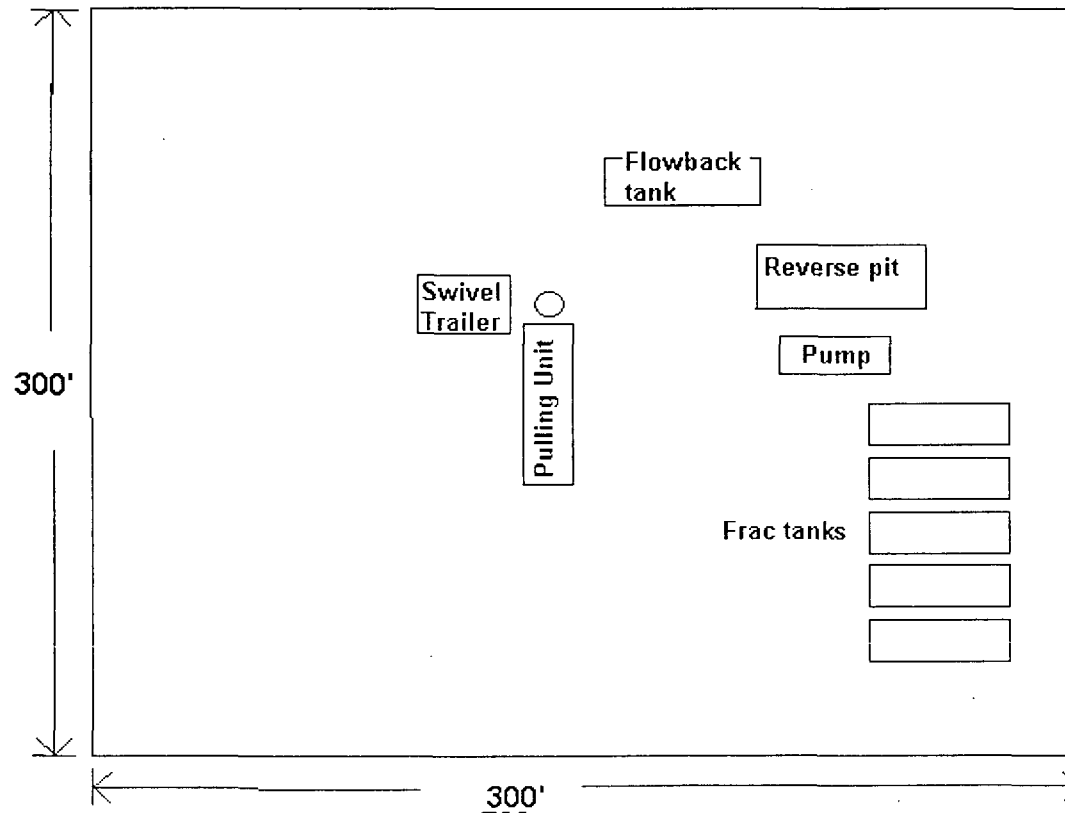 Flowback
tank
Reverse pit
Swivel
Trailer
Pump
Pulling Unit
300'
Frac tanks
300'